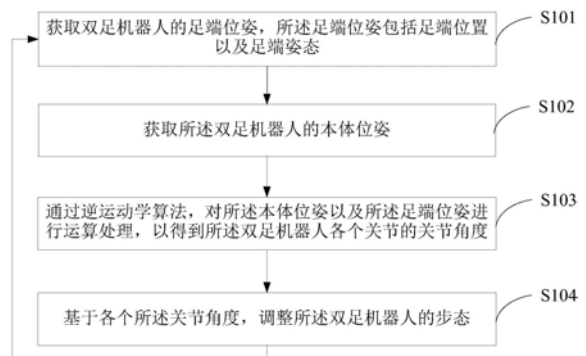 获取双足机器人的足端位姿，所述足端位姿包括足端位置
以及足端姿态
S101
获取所述双足机器人的本体位姿
S102
通过逆运动学算法，对所述本体位姿以及所述足端位姿进
行运算处理，以得到所述双足机器人各个关节的关节角度
S103
基于各个所述关节角度，调整所述双足机器人的步态
S104